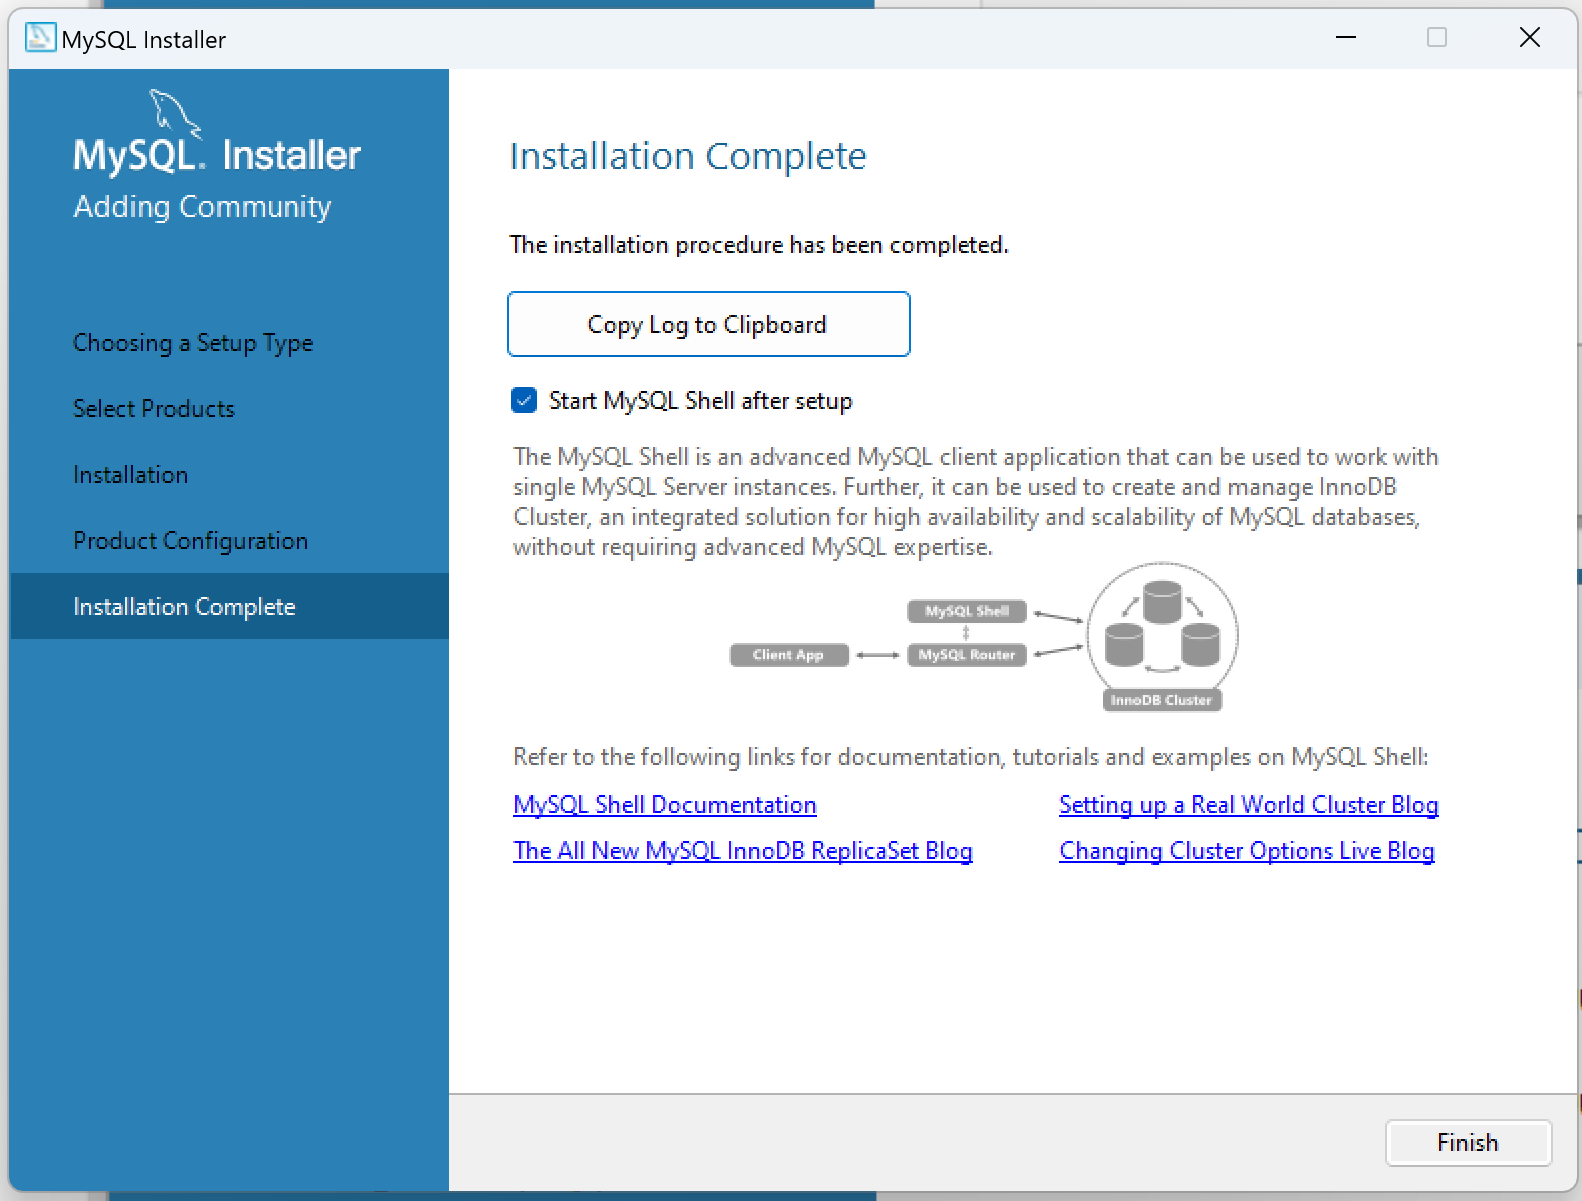 MySQL Installer
MySQL. Installer
Adding Community
Choosing a Setup Type
Select Products
Installation
Product Configuration
Installation Complete
Installation Complete
The installation procedure has been completed.
Copy Log to Clipboard
Start MySQL Shell after setup
The MySQL Shell is an advanced MySQL client application that can be used to work with
single MySQL Server instances. Further, it can be used to create and manage InnoDB
Cluster, an integrated solution for high availability and scalability of MySQL databases,
without requiring advanced MySQL expertise.
MySQL Shell
Client App
MySQL Router
InnoDB Cluster
Refer to the following links for documentation, tutorials and examples on MySQL Shell:
MySQL Shell Documentation
Setting up a Real World Cluster Blog
The All New MySQL InnoDB ReplicaSet Blog
Changing Cluster Options Live Blog
Finish